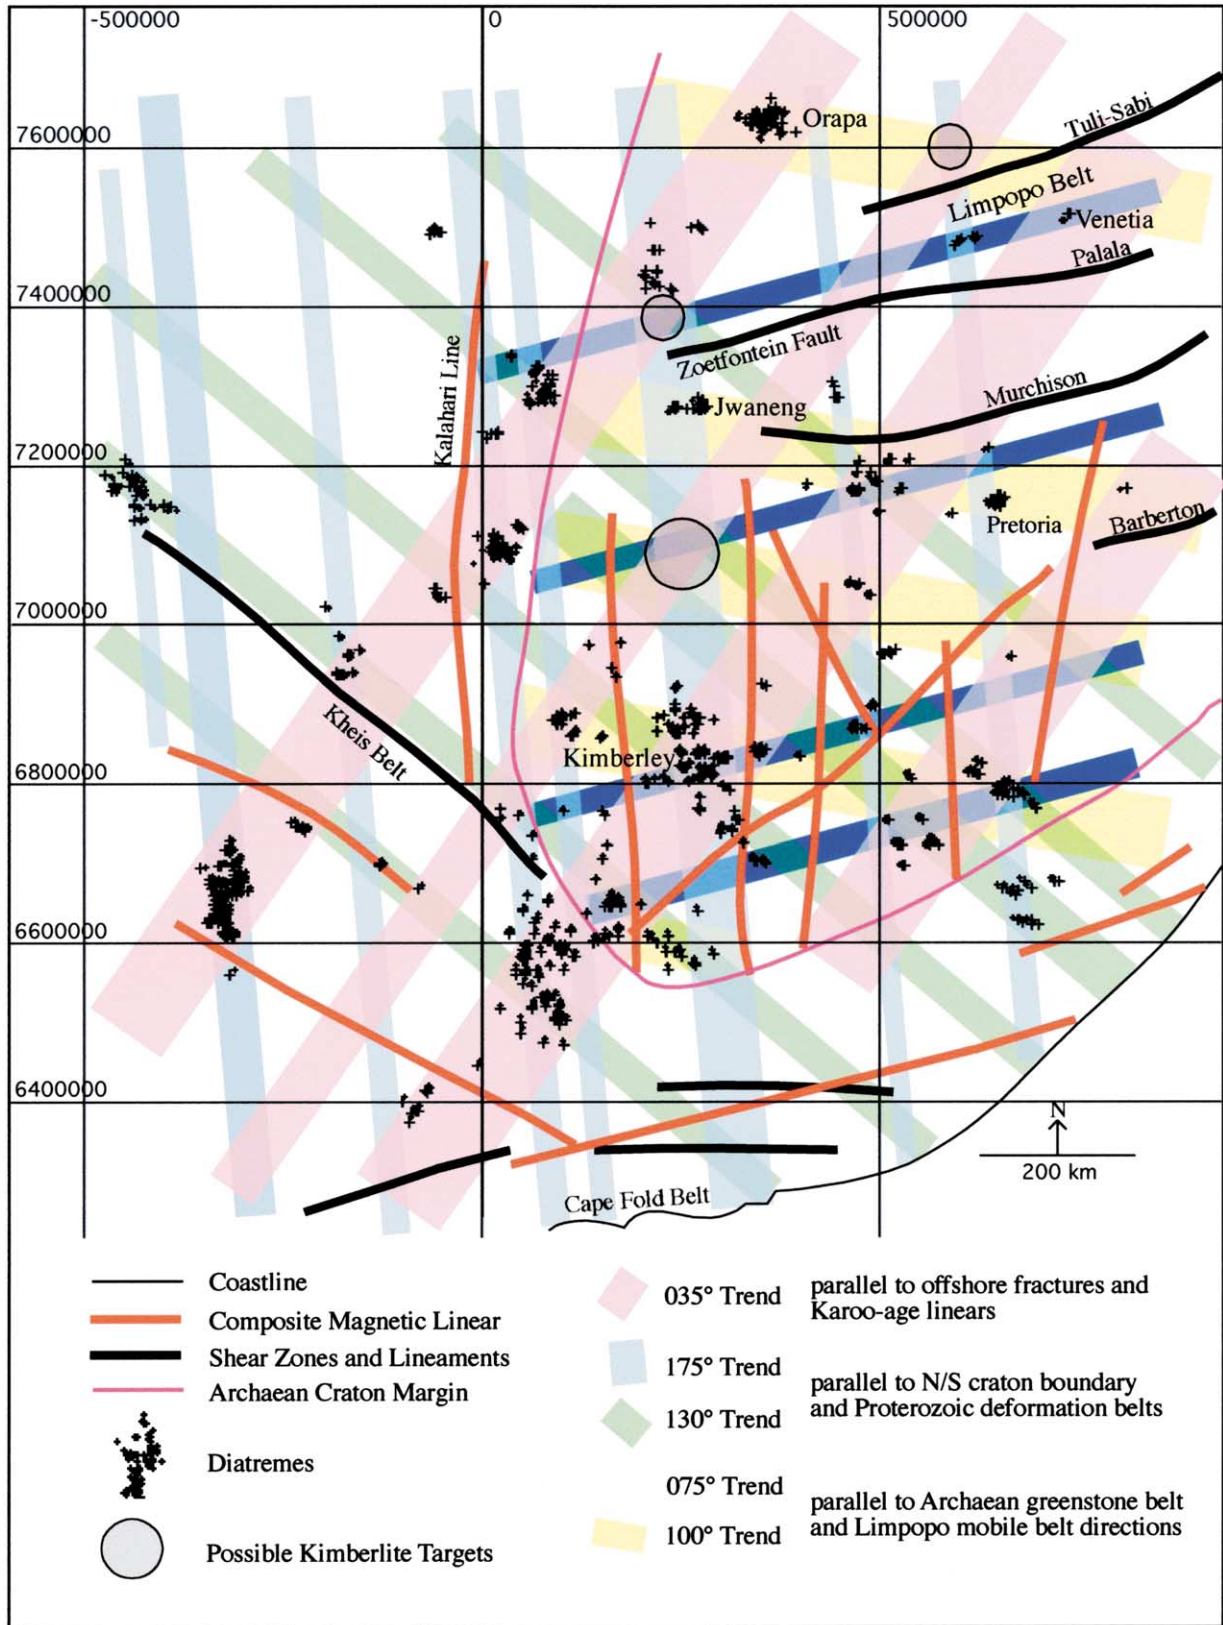 -500000
0
500000
Tuli-Sabi
Orapa
7600000
Limpopo Belt
Venetia
Palala
7400000
Zoetfontein Fault
Kalahari Line
Murchison
Jwaneng
7200000
Pretoria
Barberton
7000000
Kheis Belt
Kimberley
6800000
6600000
6400000
N
200 km
Cape Fold Belt
Coastline
Composite Magnetic Linear
Shear Zones and Lineaments
Archaean Craton Margin
Diatremes
Possible Kimberlite Targets
035° Trend
parallel to offshore fractures and
Karoo-age linears
175° Trend
parallel to N/S craton boundary
and Proterozoic deformation belts
130° Trend
075° Trend
parallel to Archaean greenstone belt
and Limpopo mobile belt directions
100° Trend